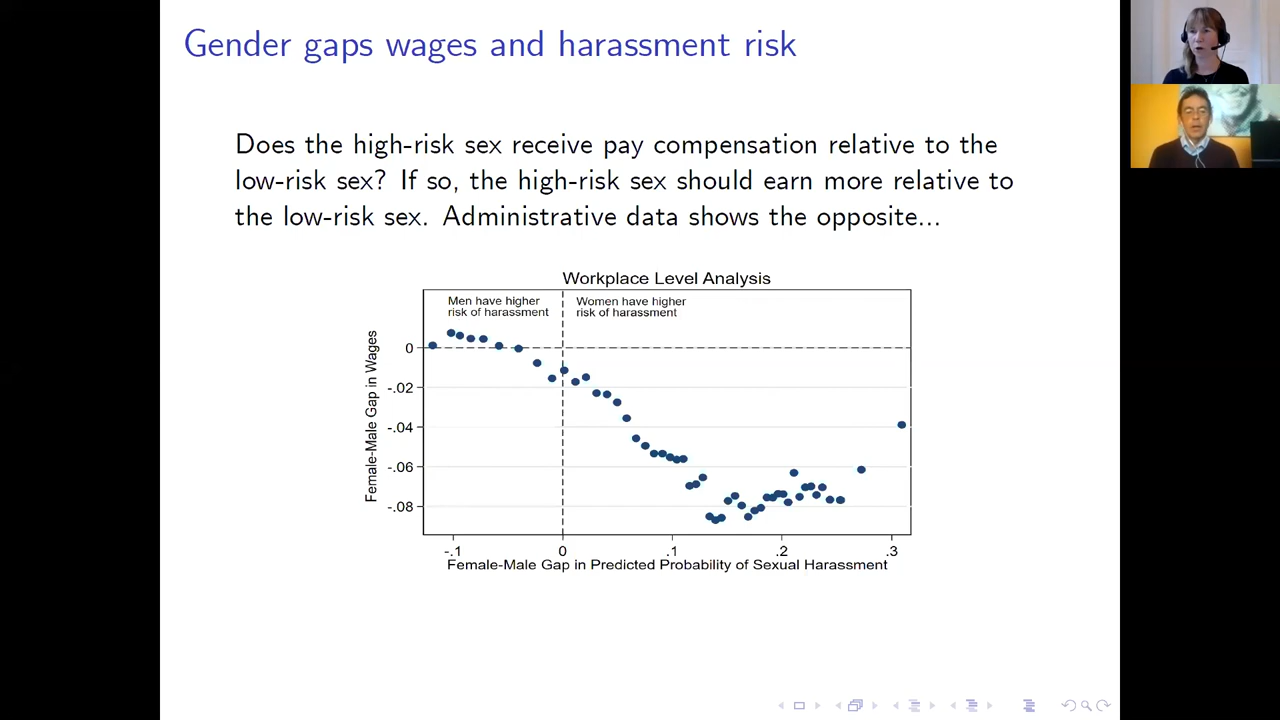 Gender gaps wages and harassment risk
Does the high-risk sex receive pay compensation relative to the
low-risk sex? If so, the high-risk sex should earn more relative to
the low-risk sex. Administrative data shows the opposite...
Workplace Level Analysis
Men have higher
risk of harassment
Women have higher
risk of harassment
Female-Male Gap in Wages
0
-.02
-.04
-.06
-.08
-.1
0
.1
.2
.3
Female-Male Gap in Predicted Probability of Sexual Harassment